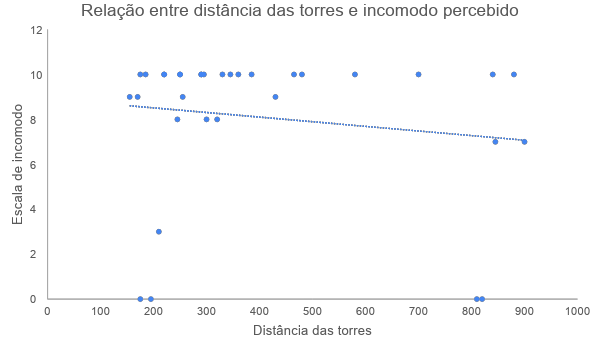 Relação entre distância das torres e incomodo percebido
12
10
8
6
4
2
0
Escala de incomodo
0 100 200 300 400 500 600 700 800 900 1000
Distância das torres